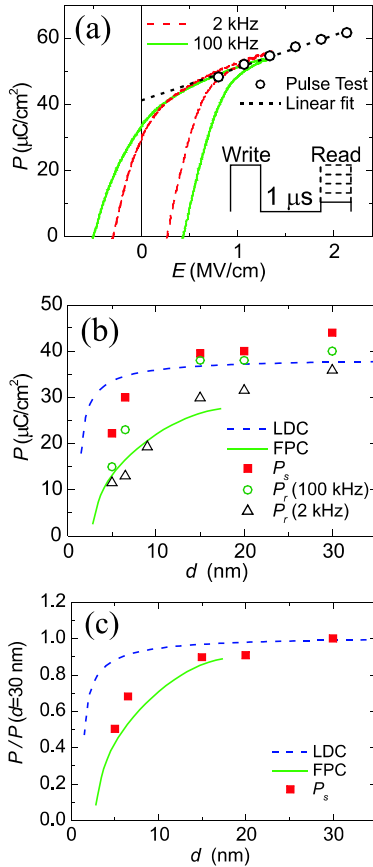 (a)
2 kHz
100 kHz
Pulse Test
Linear fit
Write
Read
1 μs
P (μC/cm²)
60
40
20
0
0
1
2
E (MV/cm)
(b)
P (μC/cm²)
50
40
30
20
10
0
LDC
FPC
Ps
Pr (100 kHz)
Pr (2 kHz)
0
10
20
30
d (nm)
(c)
P / P (d=30 nm)
1.2
1.0
0.8
0.6
0.4
0.2
0.0
LDC
FPC
Ps
0
10
20
30
d (nm)